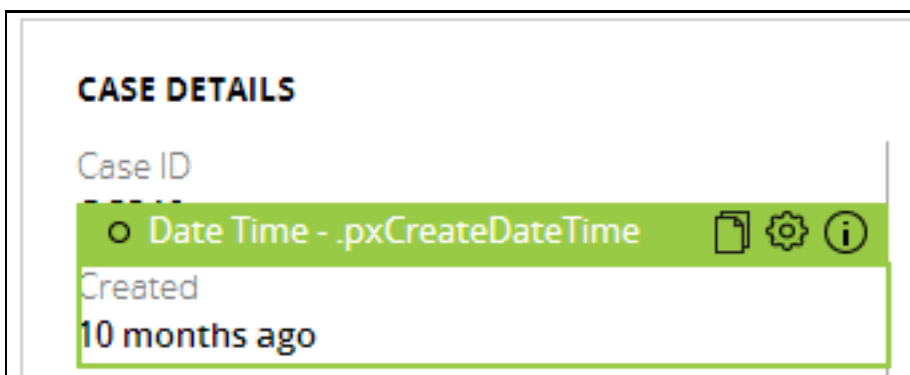 CASE DETAILS
Case ID
Date Time - .pxCreateDateTime
Created
10 months ago